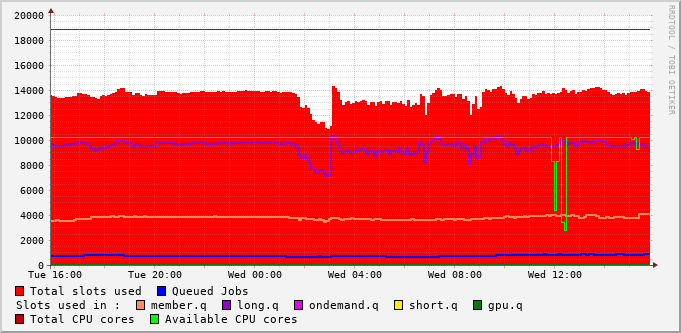 20000
18000
16000
14000
12000
10000
8000
6000
4000
2000
0
Tue 16:00 Tue 20:00 Wed 00:00 Wed 04:00 Wed 08:00 Wed 12:00
Total slots used Queued Jobs
Slots used in : member.q long.q ondemand.q short.q gpu.q
Total CPU cores Available CPU cores
RRDTOOL / TOBI OETIKER